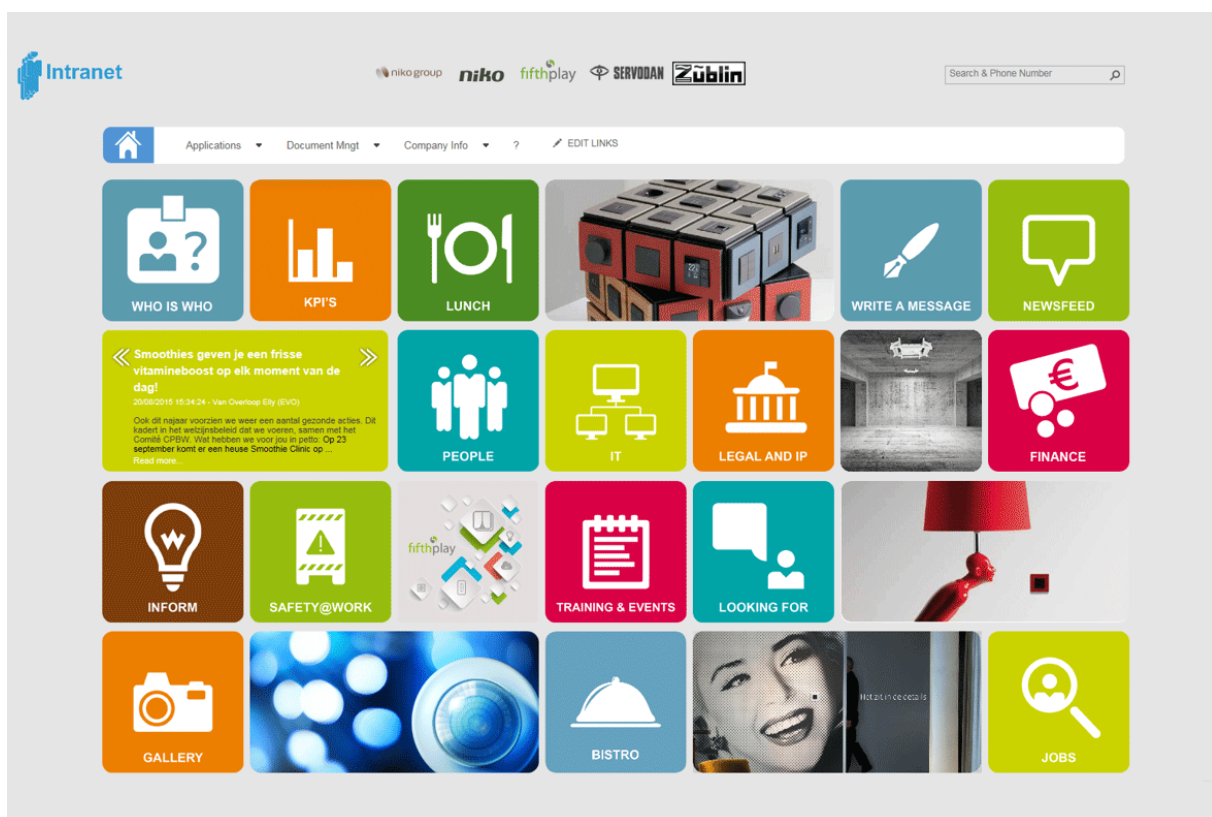 Intranet
niko group niko fifthplay SERVODAN Züblin
Search & Phone Number
Applications Document Mngt Company Info ? EDIT LINKS
WHO IS WHO
KPI'S
LUNCH
WRITE A MESSAGE
NEWSFEED
Smoothies geven je een frisse
vitamineboost op elk moment van de
dag!
20/08/2015 15:34:24 - Van Overloop Elly (EVO)
Ook dit najaar voorzien we weer een aantal gezonde acties. Dit
kadert in het welzijnsbeleid dat we voeren, samen met het
Comité CPBW. Wat hebben we voor jou in petto: Op 23
september komt er een heuse Smoothie Clinic op ...
Read more...
PEOPLE
IT
LEGAL AND IP
FINANCE
INFORM
SAFETY@WORK
fifthplay
TRAINING & EVENTS
LOOKING FOR
GALLERY
BISTRO
Het zit in de details
JOBS